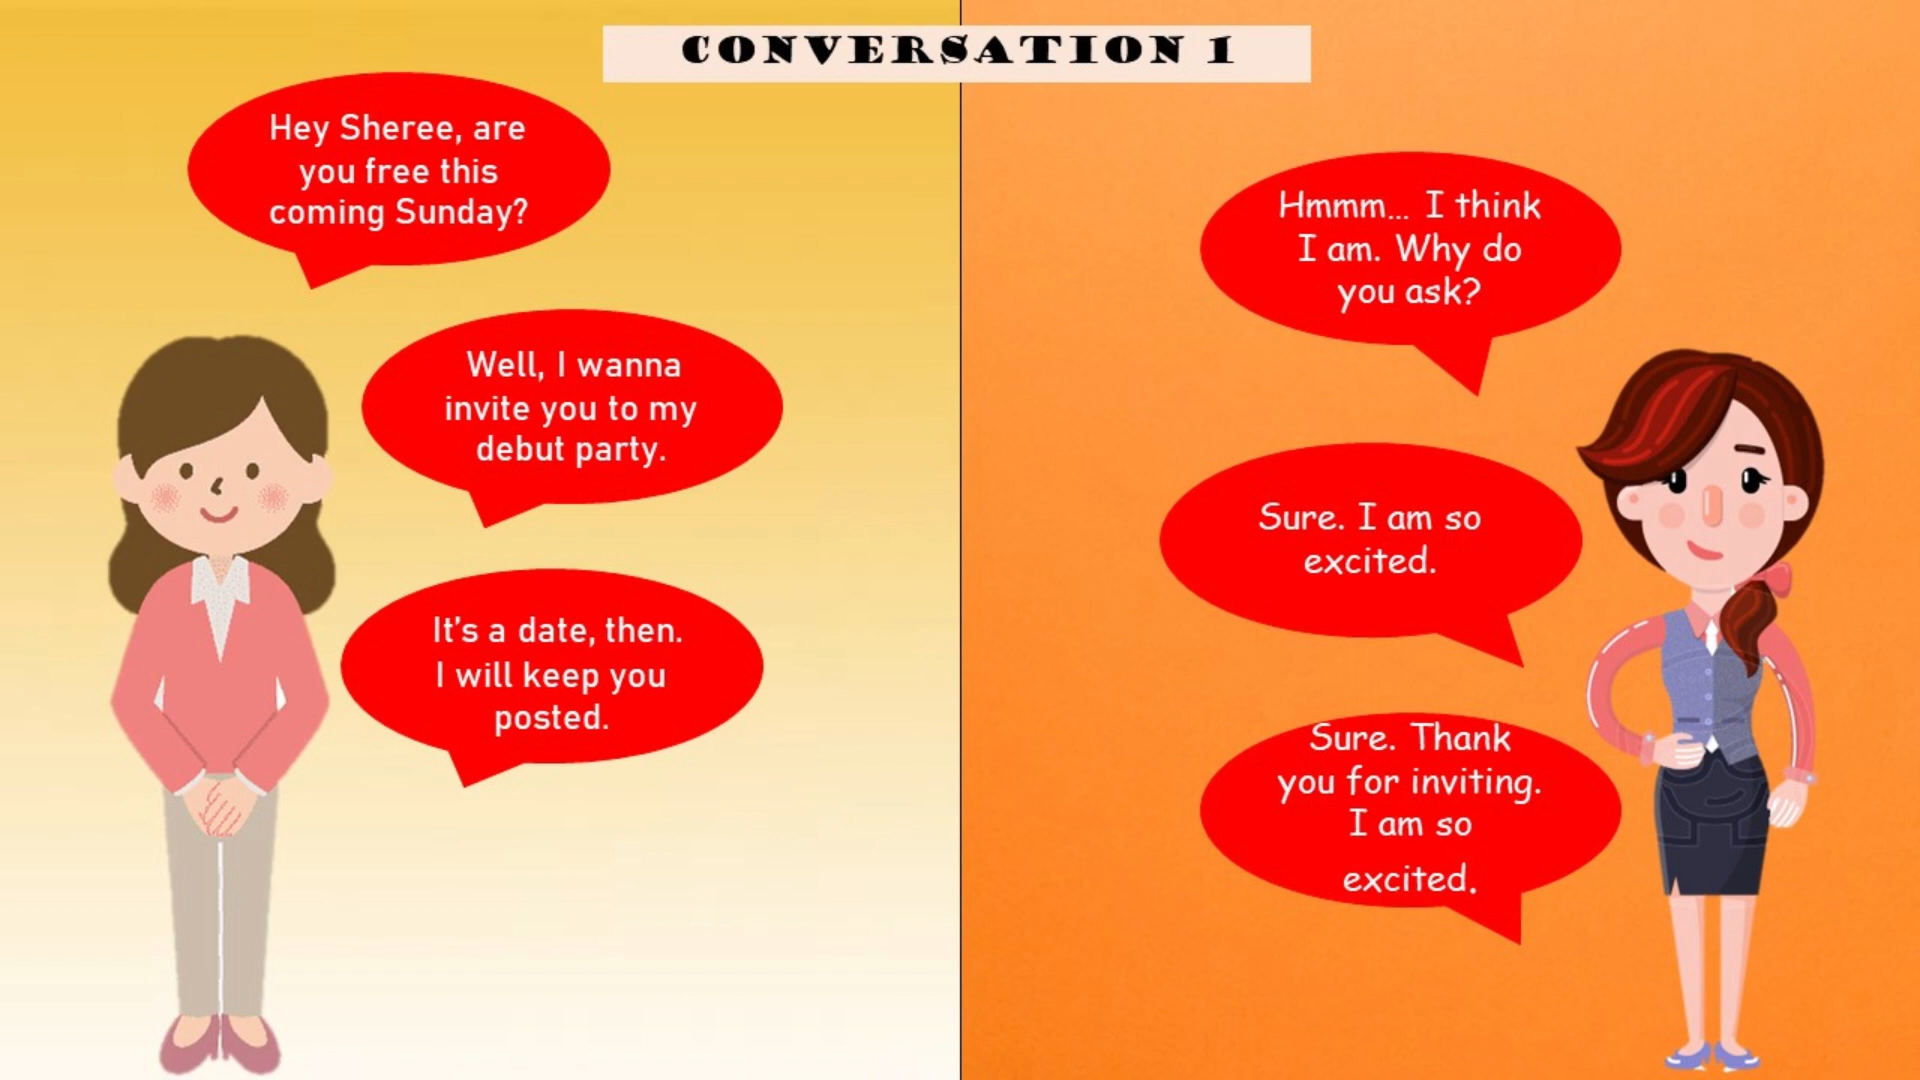 CONVERSATION 1
Hey Sheree, are
you free this
coming Sunday?
Hmmm... I think
I am. Why do
you ask?
Well, I wanna
invite you to my
debut party.
Sure. I am so
excited.
It's a date, then.
I will keep you
posted.
Sure. Thank
you for inviting.
I am so
excited.